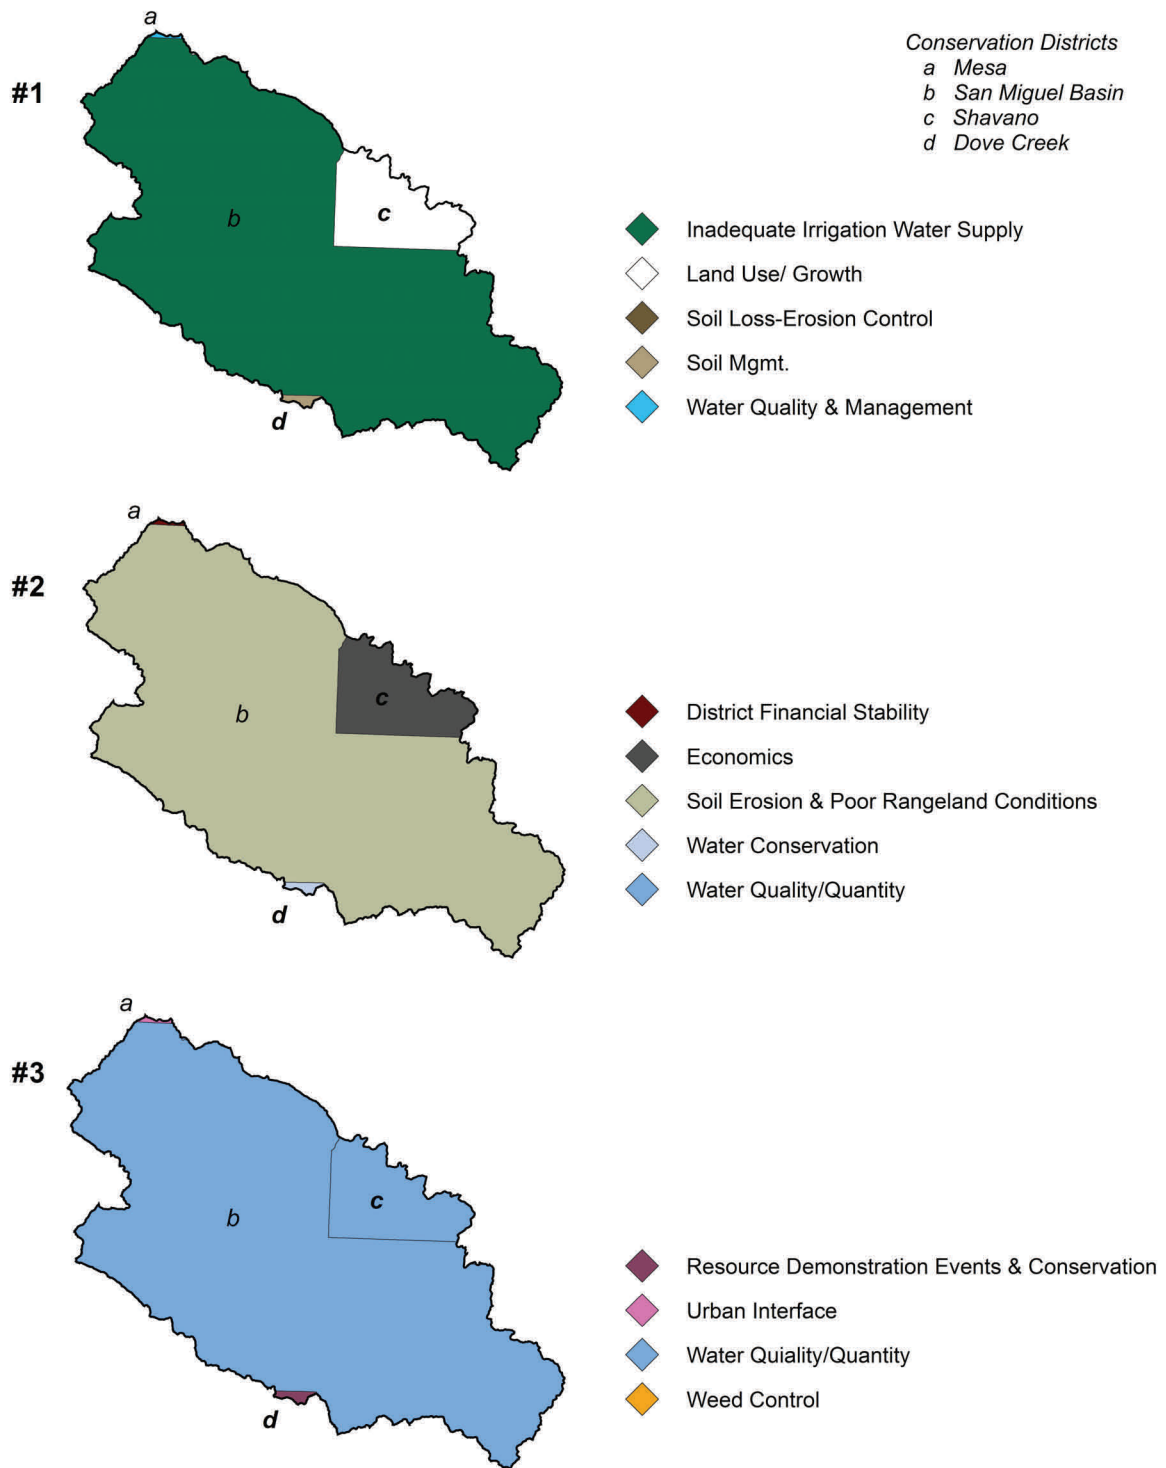 a
#1
Conservation Districts
a Mesa
b San Miguel Basin
c Shavano
d Dove Creek
b
c
d
Inadequate Irrigation Water Supply
Land Use/ Growth
Soil Loss-Erosion Control
Soil Mgmt.
Water Quality & Management
a
#2
b
c
d
District Financial Stability
Economics
Soil Erosion & Poor Rangeland Conditions
Water Conservation
Water Quality/Quantity
a
#3
b
c
d
Resource Demonstration Events & Conservation
Urban Interface
Water Quiality/Quantity
Weed Control